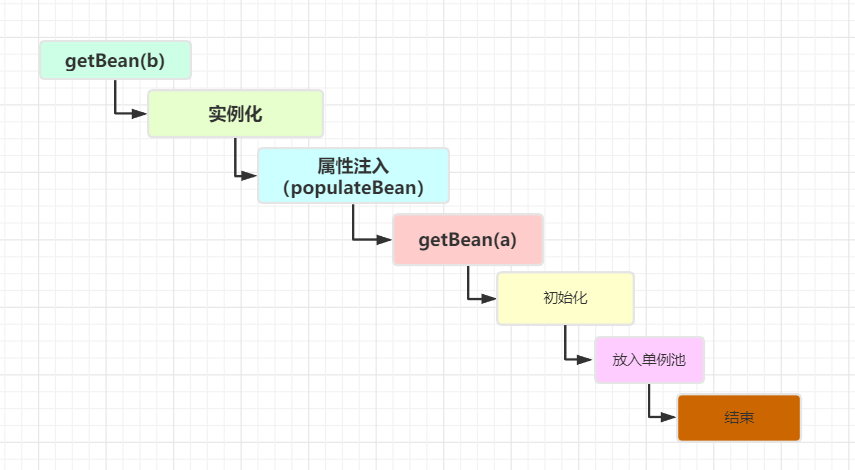 getBean(b)
实例化
属性注入
（populateBean）
getBean(a)
初始化
放入单例池
结束